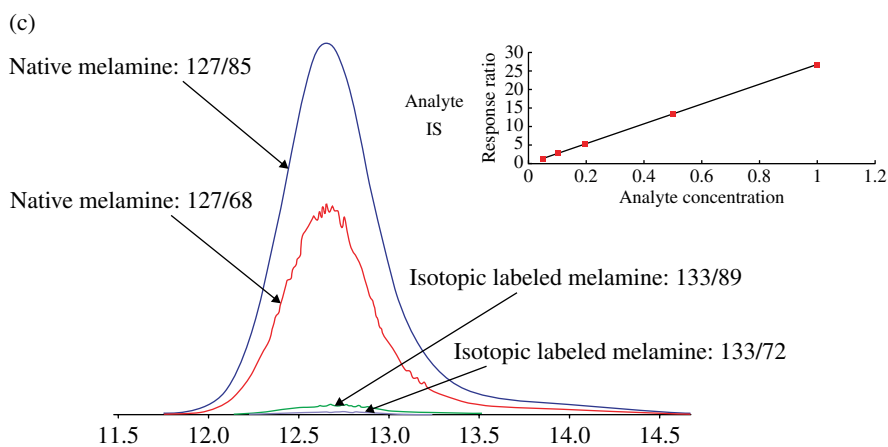 (c)
Native melamine: 127/85
Native melamine: 127/68
Analyte
IS
Response ratio
30
25
20
15
10
5
0
0 0.2 0.4 0.6 0.8 1 1.2
Analyte concentration
Isotopic labeled melamine: 133/89
Isotopic labeled melamine: 133/72
11.5 12.0 12.5 13.0 13.5 14.0 14.5